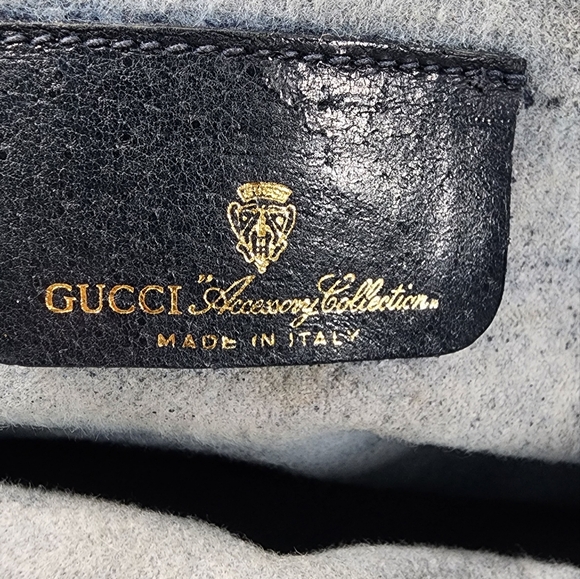 GUCCI "Accessory Collection"
MADE IN ITALY